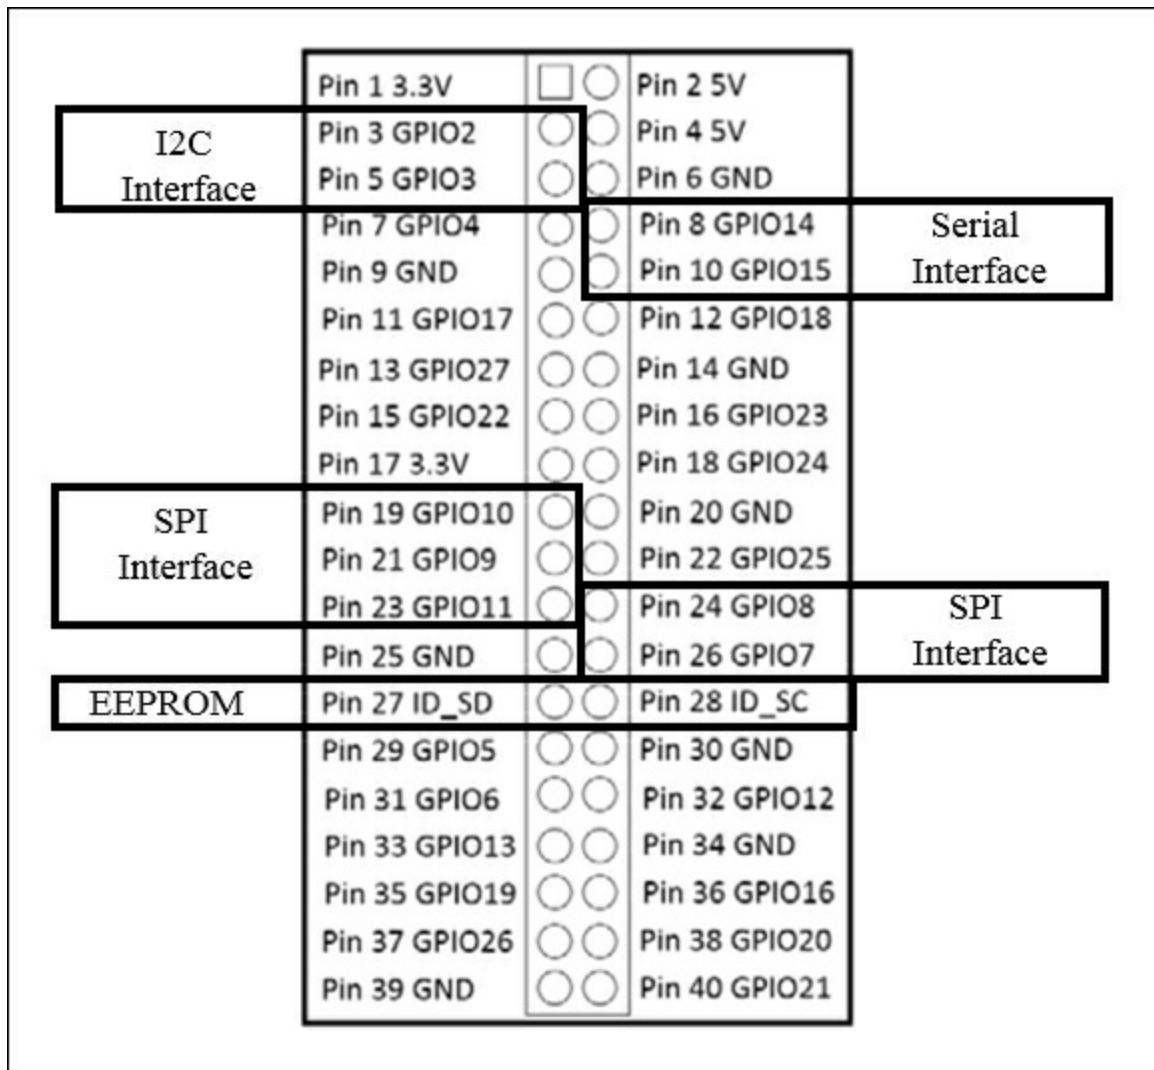 Pin 1 3.3V
Pin 2 5V
I2C
Interface
Pin 3 GPIO2
Pin 4 5V
Pin 5 GPIO3
Pin 6 GND
Pin 7 GPIO4
Pin 8 GPIO14
Serial
Interface
Pin 9 GND
Pin 10 GPIO15
Pin 11 GPIO17
Pin 12 GPIO18
Pin 13 GPIO27
Pin 14 GND
Pin 15 GPIO22
Pin 16 GPIO23
Pin 17 3.3V
Pin 18 GPIO24
SPI
Interface
Pin 19 GPIO10
Pin 20 GND
Pin 21 GPIO9
Pin 22 GPIO25
Pin 23 GPIO11
Pin 24 GPIO8
SPI
Interface
Pin 25 GND
Pin 26 GPIO7
EEPROM
Pin 27 ID_SD
Pin 28 ID_SC
Pin 29 GPIO5
Pin 30 GND
Pin 31 GPIO6
Pin 32 GPIO12
Pin 33 GPIO13
Pin 34 GND
Pin 35 GPIO19
Pin 36 GPIO16
Pin 37 GPIO26
Pin 38 GPIO20
Pin 39 GND
Pin 40 GPIO21